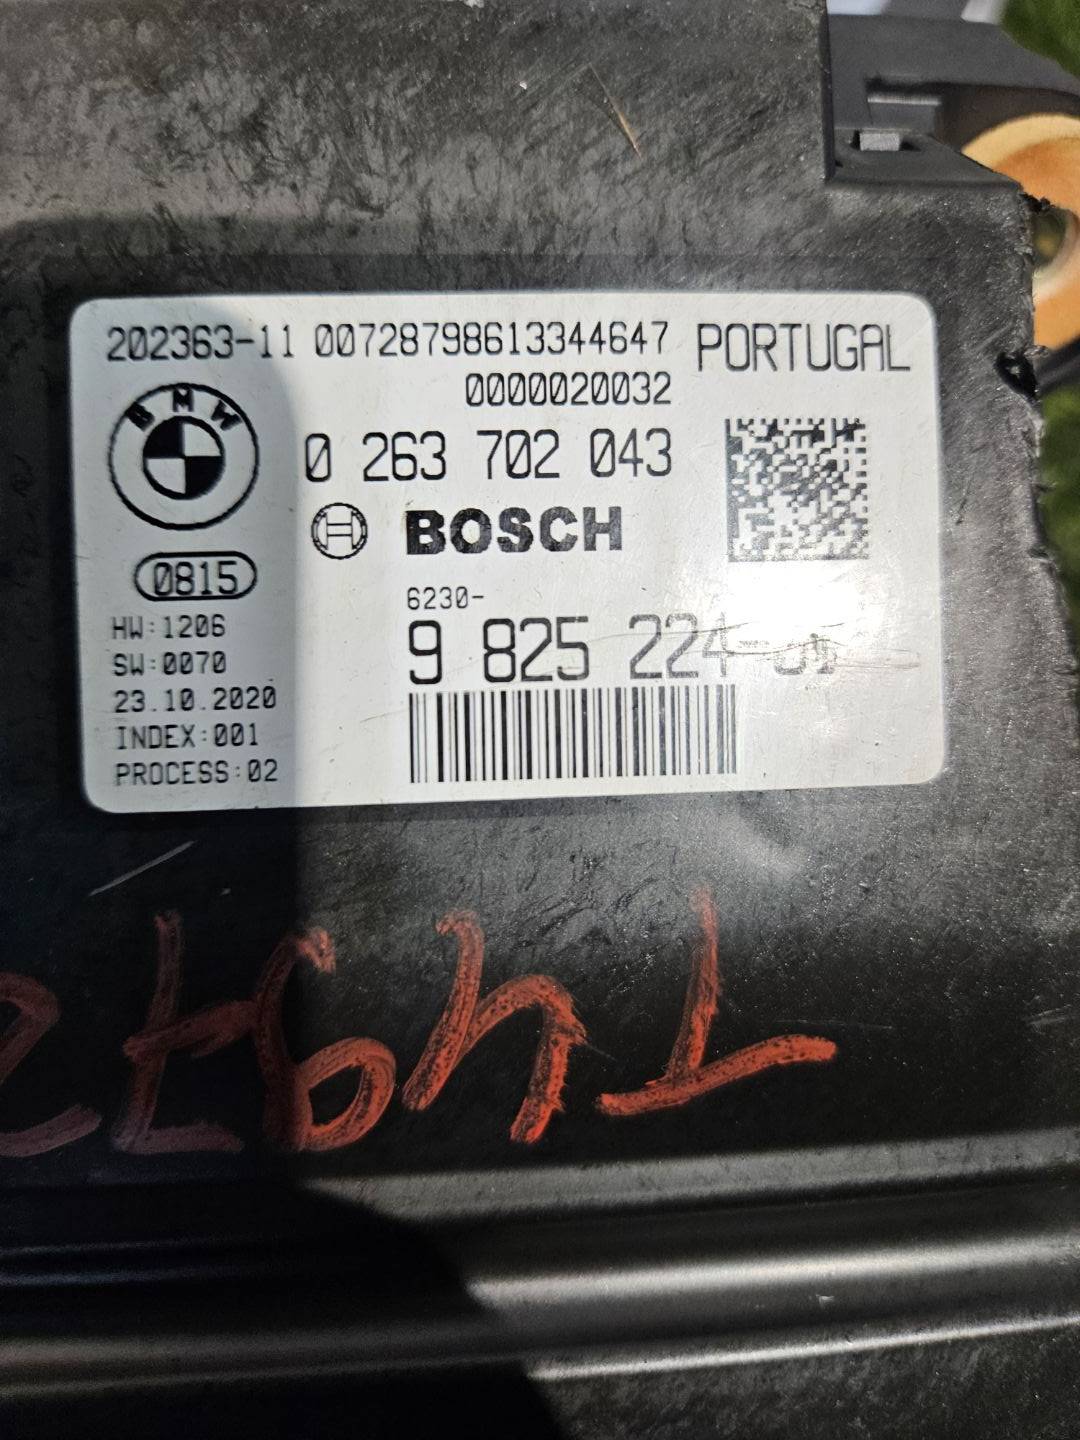 202363-11 00728798613344647 PORTUGAL
0000020032
BMW
0 263 702 043
BOSCH
0815
6230-
HW:1206
9 825 224-
SW:0070
23.10.2020
INDEX:001
PROCESS:02